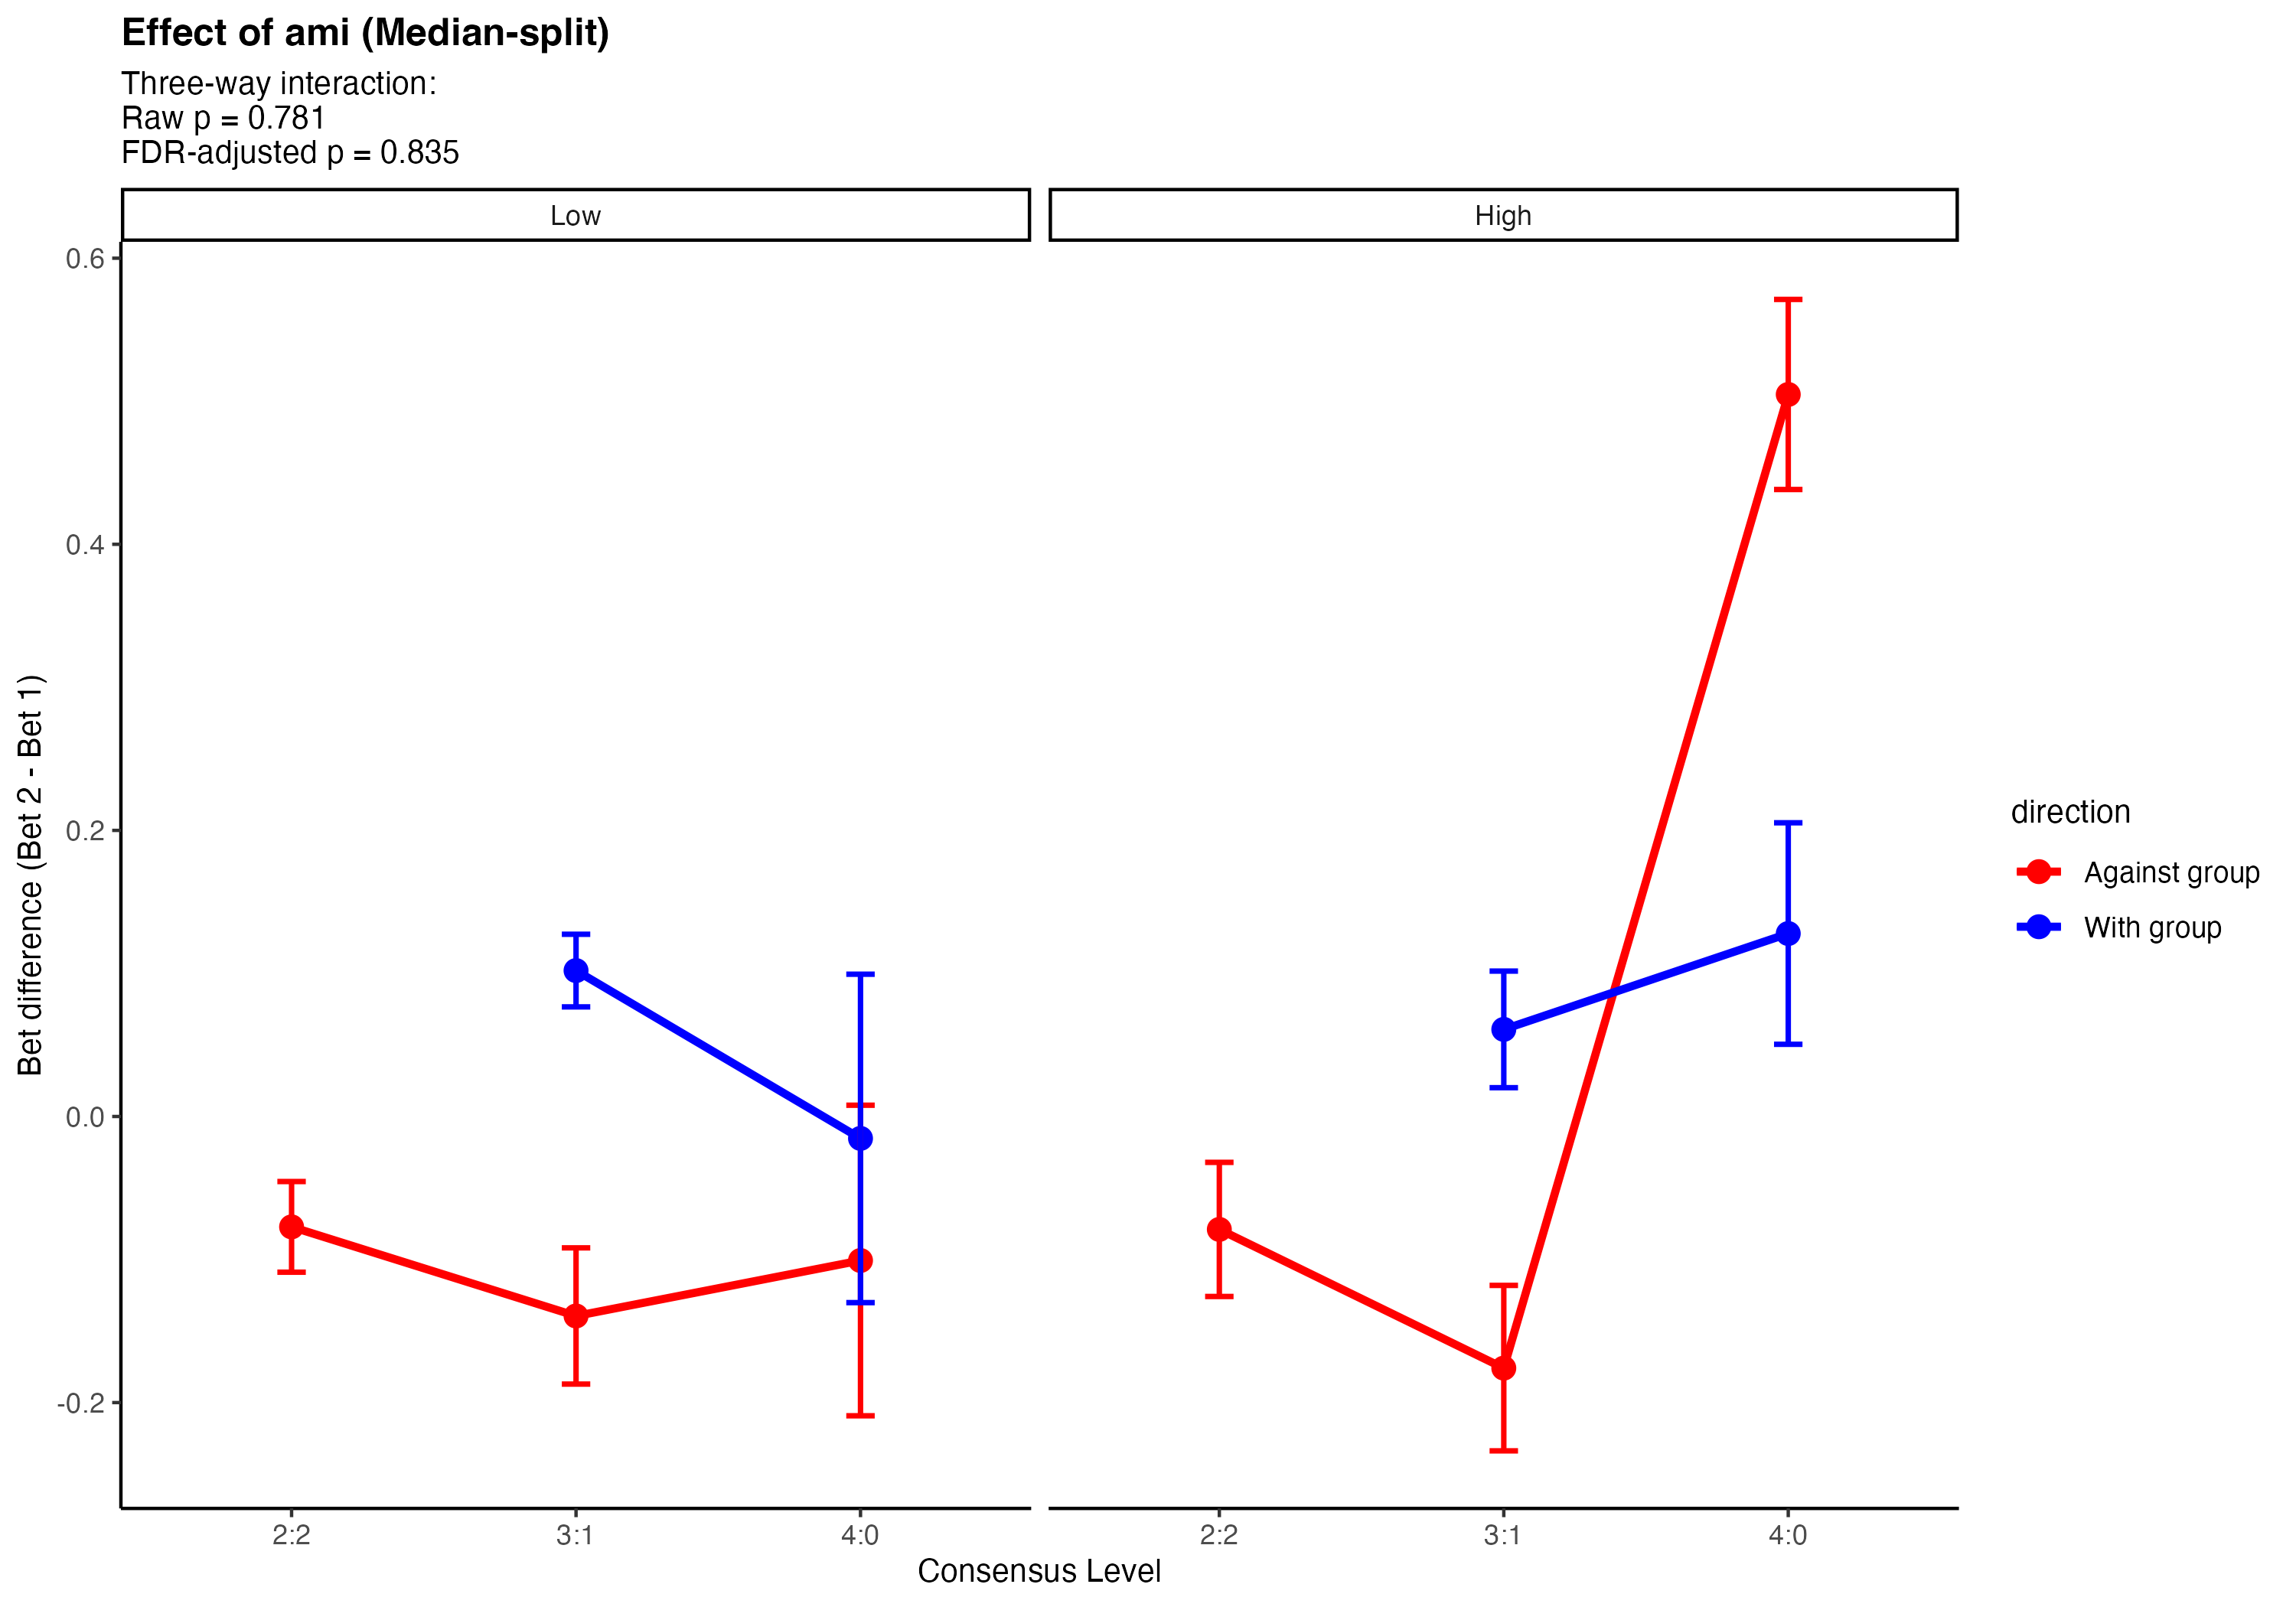 Effect of ami (Median-split)
Three-way interaction:
Raw p = 0.781
FDR-adjusted p = 0.835
Low
High
0.6
0.4
0.2
0.0
-0.2
Bet difference (Bet 2 - Bet 1)
2:2
3:1
4:0
2:2
3:1
4:0
Consensus Level
direction
Against group
With group